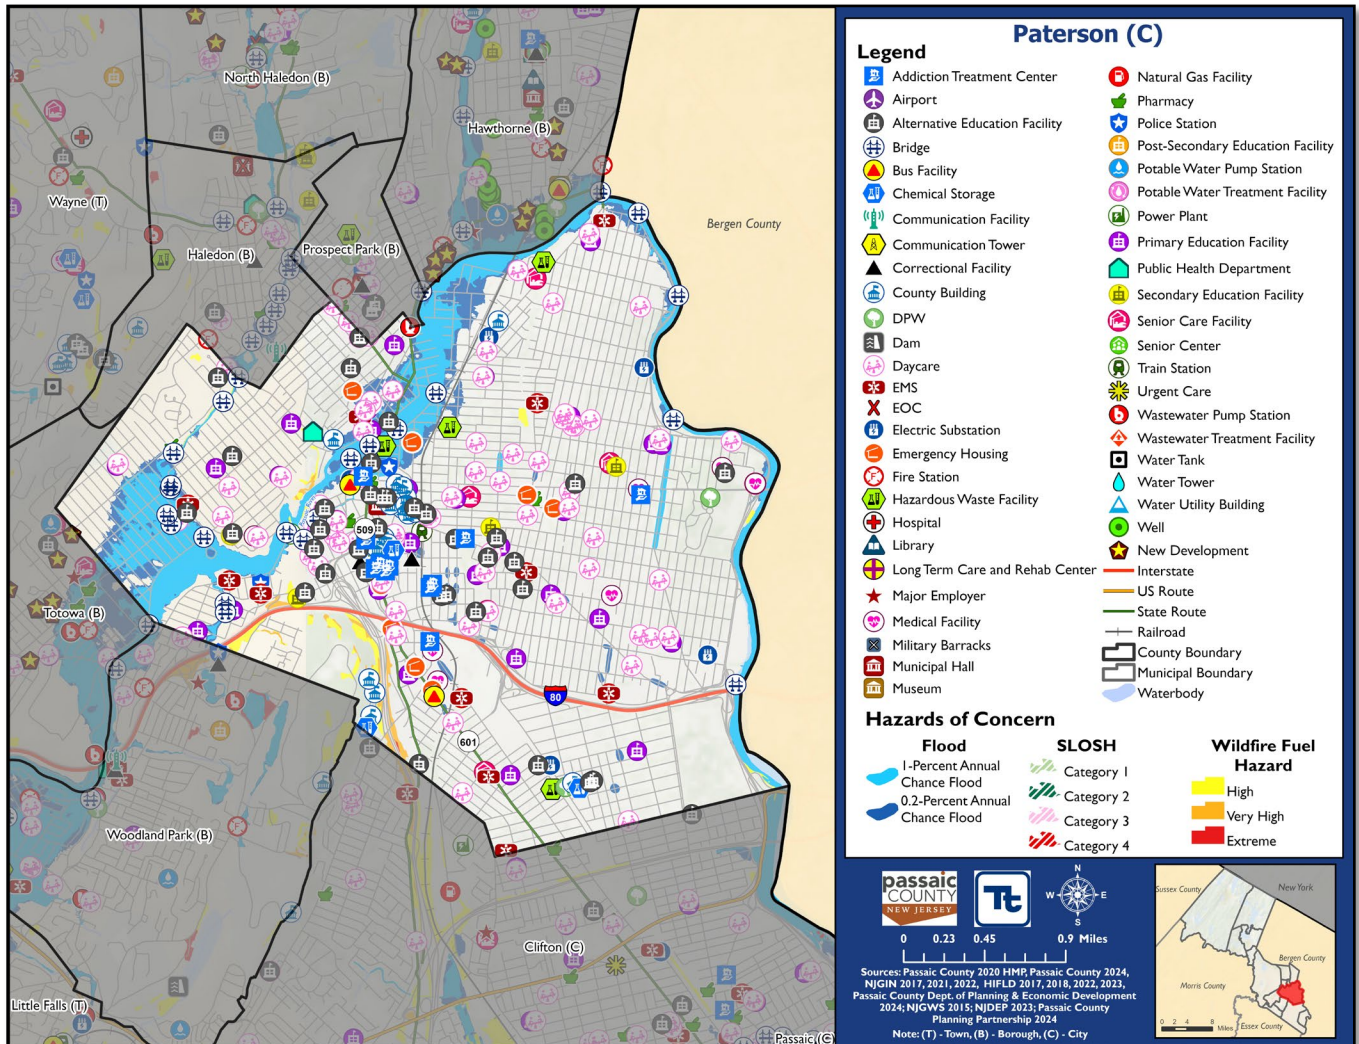 North Haledon (B)
Hawthorne (B)
Wayne (T)
Bergen County
Haledon (B)
Prospect Park (B)
509
Totowa (B)
80
601
Woodland Park (B)
Clifton (C)
Little Falls (T)
Passaic (C)
Paterson (C)
Legend
Addiction Treatment Center
Airport
Alternative Education Facility
Bridge
Bus Facility
Chemical Storage
Communication Facility
Communication Tower
Correctional Facility
County Building
DPW
Dam
Daycare
EMS
EOC
Electric Substation
Emergency Housing
Fire Station
Hazardous Waste Facility
Hospital
Library
Long Term Care and Rehab Center
Major Employer
Medical Facility
Military Barracks
Municipal Hall
Museum
Natural Gas Facility
Pharmacy
Police Station
Post-Secondary Education Facility
Potable Water Pump Station
Potable Water Treatment Facility
Power Plant
Primary Education Facility
Public Health Department
Secondary Education Facility
Senior Care Facility
Senior Center
Train Station
Urgent Care
Wastewater Pump Station
Wastewater Treatment Facility
Water Tank
Water Tower
Water Utility Building
Well
New Development
Interstate
US Route
State Route
Railroad
County Boundary
Municipal Boundary
Waterbody
Hazards of Concern
Flood
1-Percent Annual
Chance Flood
0.2-Percent Annual
Chance Flood
SLOSH
Category 1
Category 2
Category 3
Category 4
Wildfire Fuel
Hazard
High
Very High
Extreme
passaic
COUNTY
NEW JERSEY
Tt
N
W E
S
0 0.23 0.45 0.9 Miles
Sources: Passaic County 2020 HMP, Passaic County 2024,
NJGIN 2017, 2021, 2022, HIFLD 2017, 2018, 2022, 2023,
Passaic County Dept. of Planning & Economic Development
2024; NJGWS 2015; NJDEP 2023; Passaic County
Planning Partnership 2024
Note: (T) - Town, (B) - Borough, (C) - City
Sussex County
New York
Bergen County
Morris County
Essex County
0 2 4 8 Miles